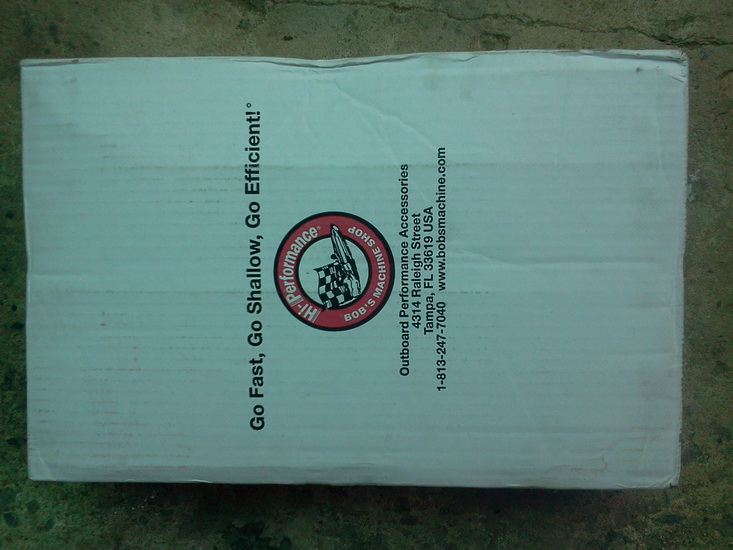 Go Fast, Go Shallow, Go Efficient!®
Hi-Performance®
BOB'S MACHINE SHOP
Outboard Performance Accessories
4314 Raleigh Street
Tampa, FL 33619 USA
1-813-247-7040 www.bobsmachine.com